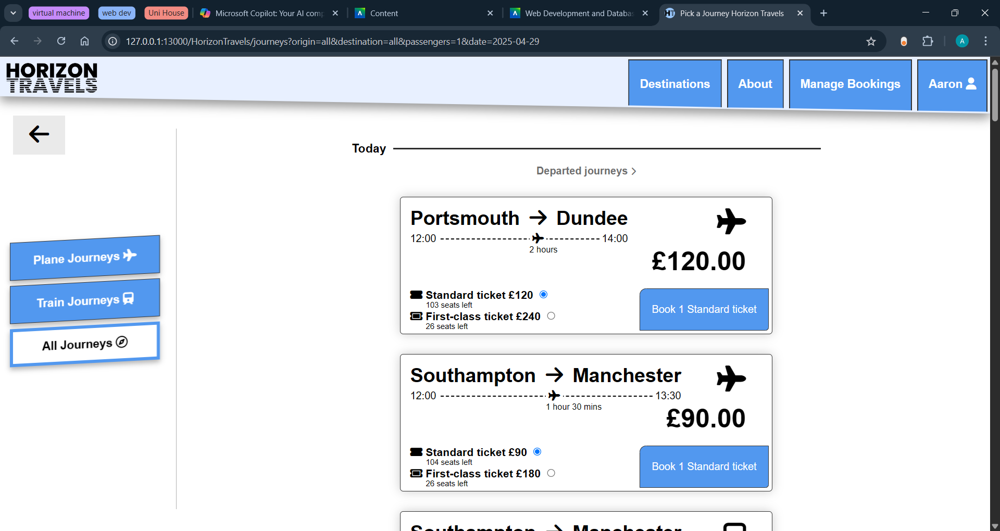 virtual machine
web dev
Uni House
Microsoft Copilot: Your AI comp
Content
Web Development and Databas
Pick a Journey Horizon Travels
127.0.0.1:13000/HorizonTravels/journeys?origin=all&destination=all&passengers=1&date=2025-04-29
A
HORIZON
TRAVELS
Destinations
About
Manage Bookings
Aaron
Today
Departed journeys
Plane Journeys
Train Journeys
All Journeys
Portsmouth → Dundee
12:00
14:00
2 hours
£120.00
Standard ticket £120
103 seats left
First-class ticket £240
26 seats left
Book 1 Standard ticket
Southampton → Manchester
12:00
13:30
1 hour 30 mins
£90.00
Standard ticket £90
104 seats left
First-class ticket £180
26 seats left
Book 1 Standard ticket
Southampton → Manchester